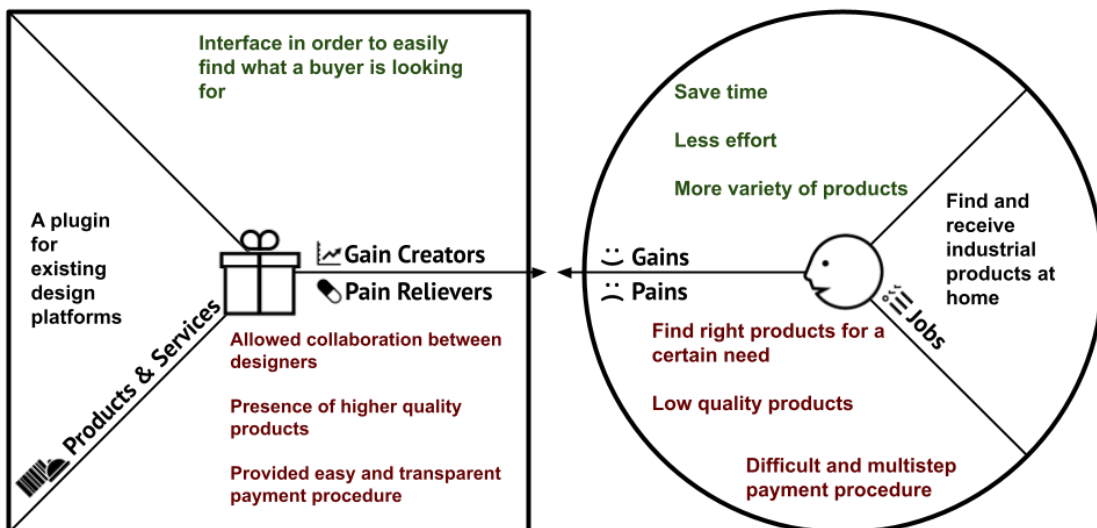 Interface in order to easily
find what a buyer is looking
for
A plugin
for
existing
design
platforms
Products & Services
Gain Creators
Pain Relievers
Allowed collaboration between
designers
Presence of higher quality
products
Provided easy and transparent
payment procedure
Save time
Less effort
More variety of products
Gains
Pains
Find and
receive
industrial
products at
home
Jobs
Find right products for a
certain need
Low quality products
Difficult and multistep
payment procedure